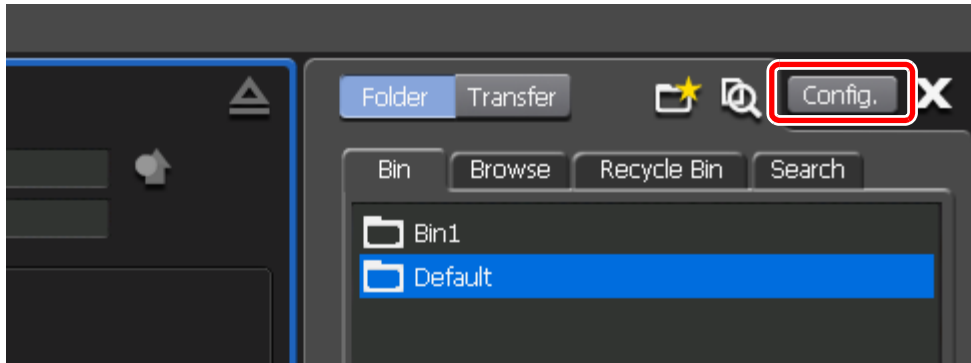 Folder Transfer Config.
Bin Browse Recycle Bin Search
Bin1
Default